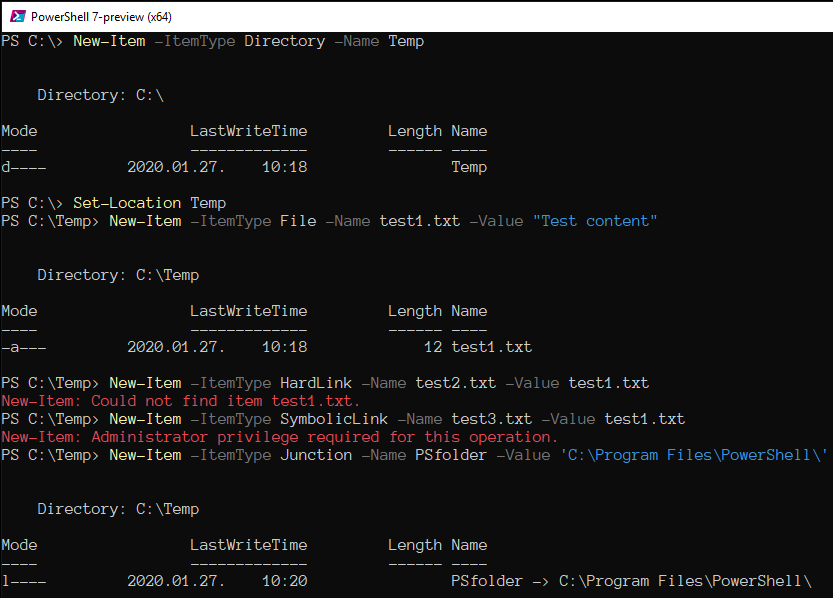 PowerShell 7-preview (x64)
PS C:\> New-Item -ItemType Directory -Name Temp
Directory: C:\
Mode LastWriteTime Length Name
---- ------------- ------ ----
d---- 2020.01.27. 10:18 Temp
PS C:\> Set-Location Temp
PS C:\Temp> New-Item -ItemType File -Name test1.txt -Value "Test content"
Directory: C:\Temp
Mode LastWriteTime Length Name
---- ------------- ------ ----
-a--- 2020.01.27. 10:18 12 test1.txt
PS C:\Temp> New-Item -ItemType HardLink -Name test2.txt -Value test1.txt
New-Item: Could not find item test1.txt.
PS C:\Temp> New-Item -ItemType SymbolicLink -Name test3.txt -Value test1.txt
New-Item: Administrator privilege required for this operation.
PS C:\Temp> New-Item -ItemType Junction -Name PSfolder -Value 'C:\Program Files\PowerShell\'
Directory: C:\Temp
Mode LastWriteTime Length Name
---- ------------- ------ ----
l---- 2020.01.27. 10:20 PSfolder -> C:\Program Files\PowerShell\